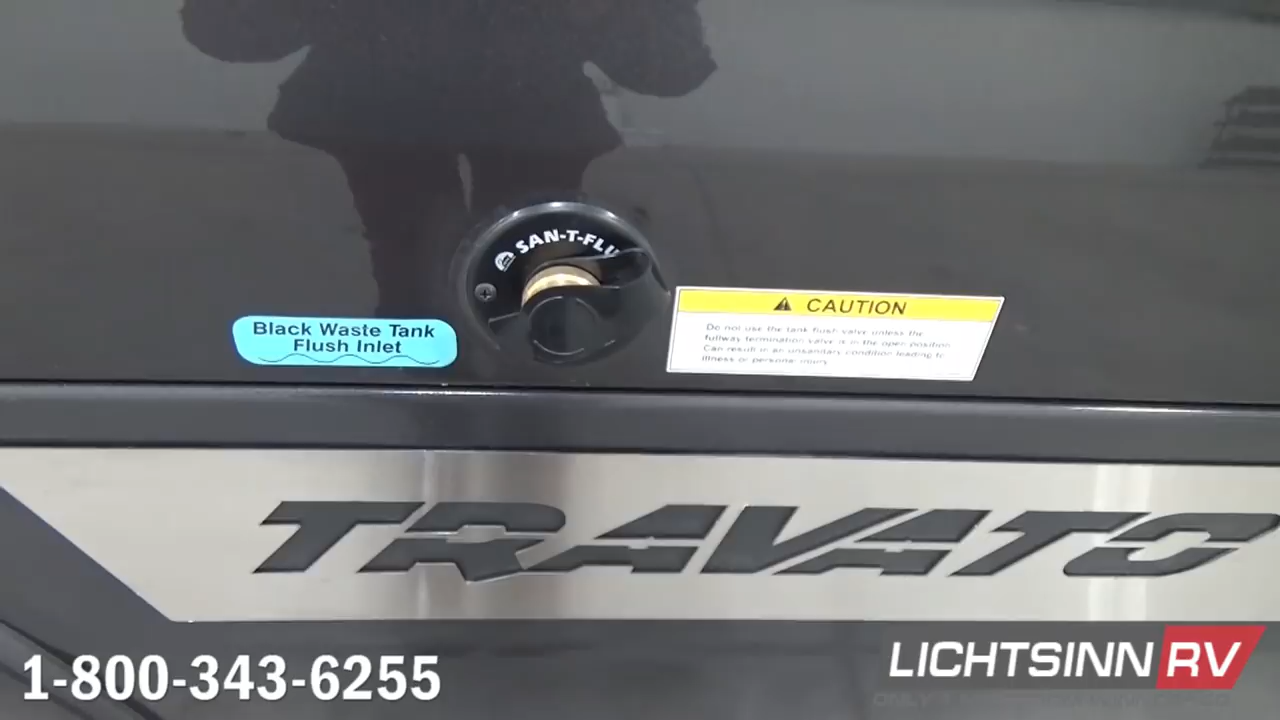 SAN-T-FLU
Black Waste Tank
Flush Inlet
CAUTION
Do not use the tank flush valve unless the
fullway termination valve is in the open position.
Can result in an unsanitary condition leading to
illness or personal injury.
TRAVATO
1-800-343-6255
LICHTSINN RV